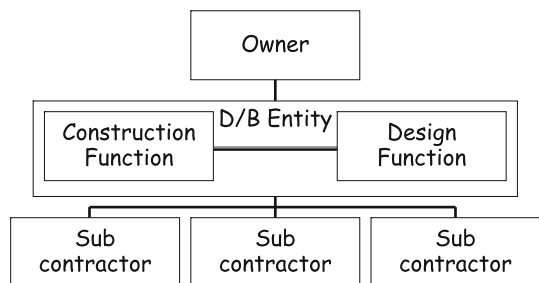 Owner
D/B Entity
Construction
Function
Design
Function
Sub
contractor
Sub
contractor
Sub
contractor